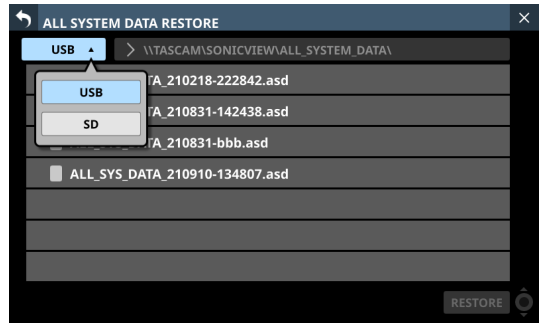 ALL SYSTEM DATA RESTORE
USB
\\TASCAM\SONICVIEW\ALL_SYSTEM_DATA\
USB
SD
TA_210218-222842.asd
TA_210831-142438.asd
TA_210831-bbb.asd
ALL_SYS_DATA_210910-134807.asd
RESTORE